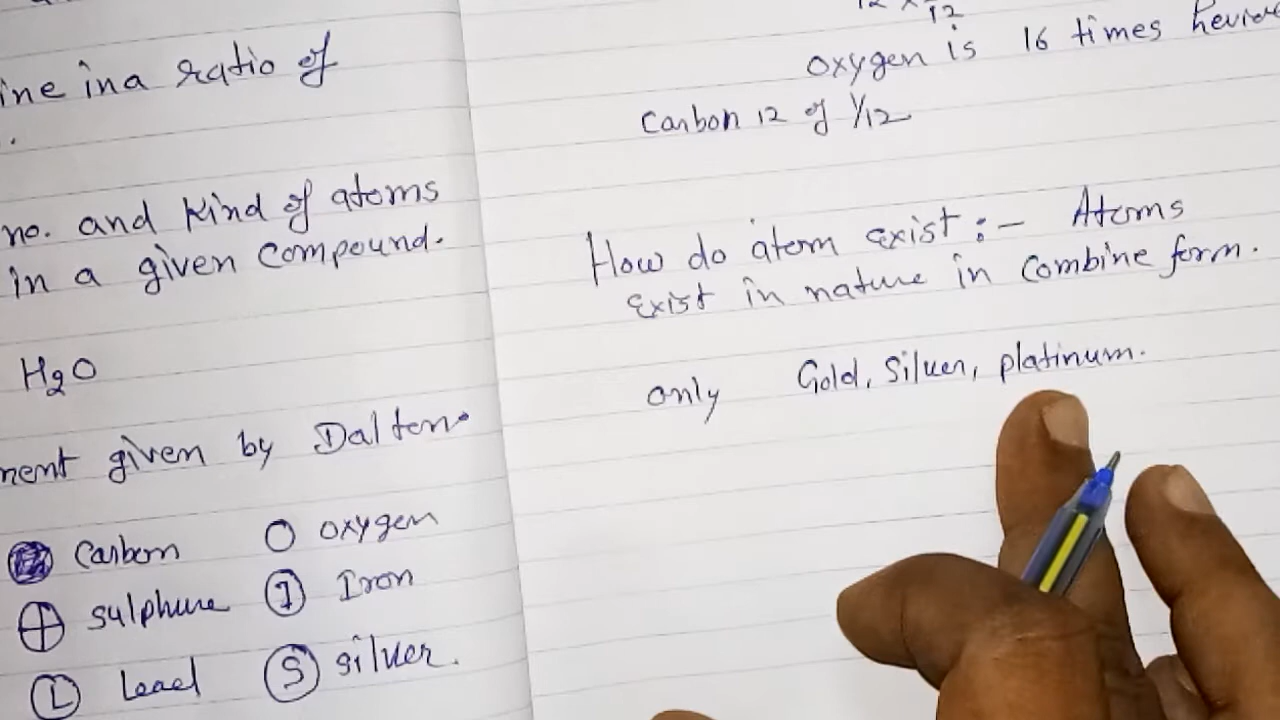 ine in a ratio of
.
no. and kind of atoms
in a given compound.
H2O
ment given by Dalton.
Carbon O oxygen
sulphure I Iron
L Lead S silver.
12
oxygen is 16 times
Carbon 12 of 1/12
How do atom exist :- Atoms
exist in nature in combine form.
only Gold, silver, platinum.